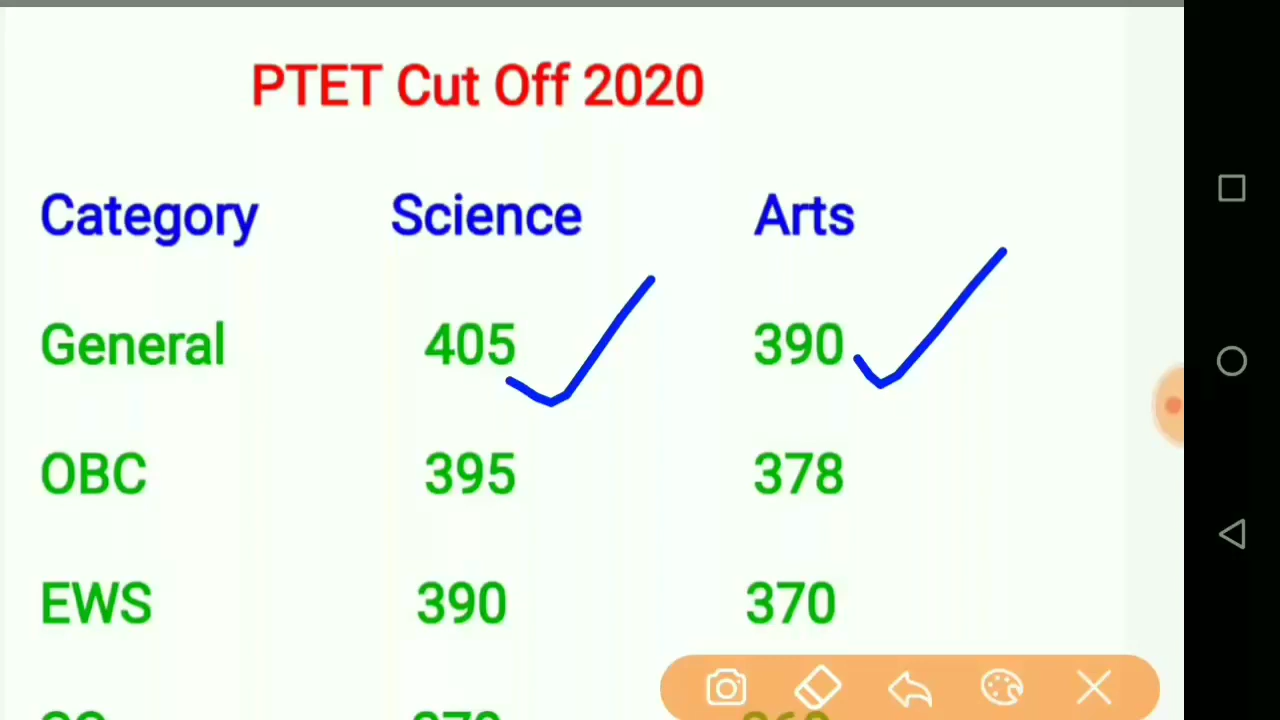 PTET Cut Off 2020
Category Science Arts
General 405 390
OBC 395 378
EWS 390 370